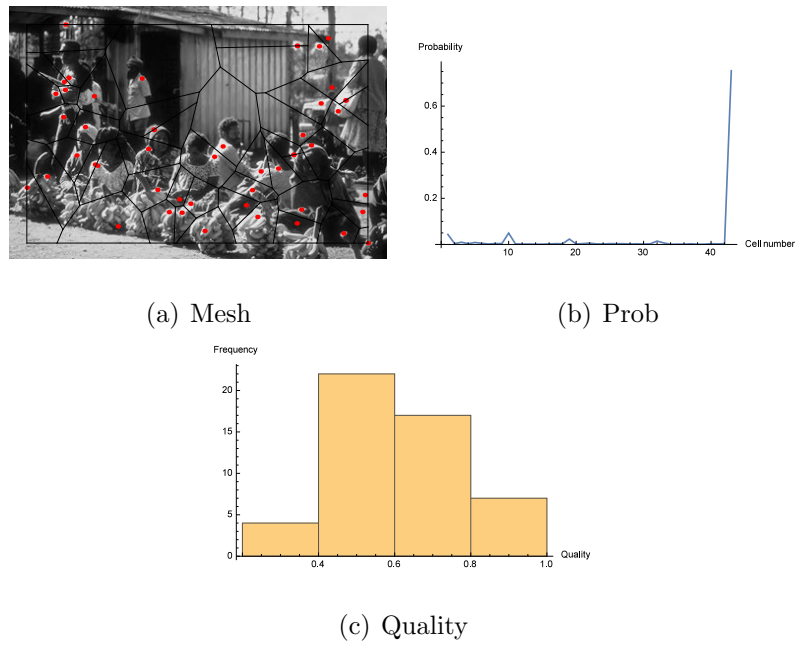 Probability
0.6
0.4
0.2
10 20 30 40
Cell number
(a) Mesh
(b) Prob
Frequency
20
15
10
5
0
0.4 0.6 0.8 1.0
Quality
(c) Quality